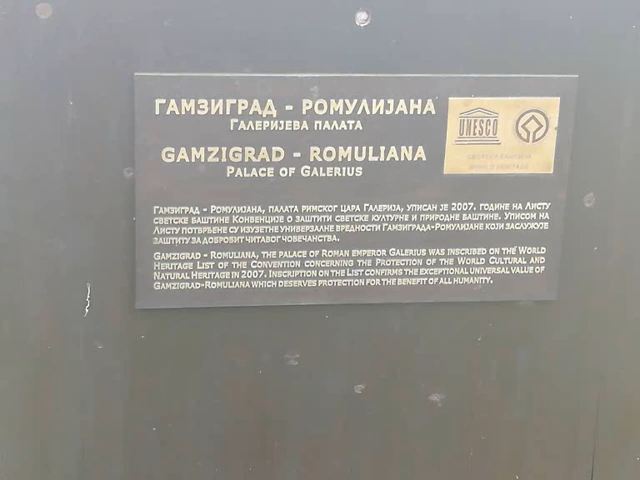 ГАМЗИГРАД - РОМУЛИЈАНА
ГАЛЕРИЈЕВА ПАЛАТА
GAMZIGRAD - ROMULIANA
PALACE OF GALERIUS
UNESCO
СВЕТСКА БАШТИНА
WORLD HERITAGE
ГАМЗИГРАД - РОМУЛИЈАНА, ПАЛАТА РИМСКОГ ЦАРА ГАЛЕРИЈА, УПИСАН ЈЕ 2007. ГОДИНЕ НА ЛИСТУ
СВЕТСКЕ БАШТИНЕ КОНВЕНЦИЈЕ О ЗАШТИТИ СВЕТСКЕ КУЛТУРНЕ И ПРИРОДНЕ БАШТИНЕ. УПИСОМ НА
ЛИСТУ ПОТВРЂЕНЕ СУ ИЗУЗЕТНЕ УНИВЕРЗАЛНЕ ВРЕДНОСТИ ГАМЗИГРАДА-РОМУЛИЈАНЕ КОЈИ ЗАСЛУЖУЈЕ
ЗАШТИТУ ЗА ДОБРОБИТ ЧИТАВОГ ЧОВЕЧАНСТВА.
GAMZIGRAD - ROMULIANA, THE PALACE OF ROMAN EMPEROR GALERIUS WAS INSCRIBED ON THE WORLD
HERITAGE LIST OF THE CONVENTION CONCERNING THE PROTECTION OF THE WORLD CULTURAL AND
NATURAL HERITAGE IN 2007. INSCRIPTION ON THE LIST CONFIRMS THE EXCEPTIONAL UNIVERSAL VALUE OF
GAMZIGRAD-ROMULIANA WHICH DESERVES PROTECTION FOR THE BENEFIT OF ALL HUMANITY.